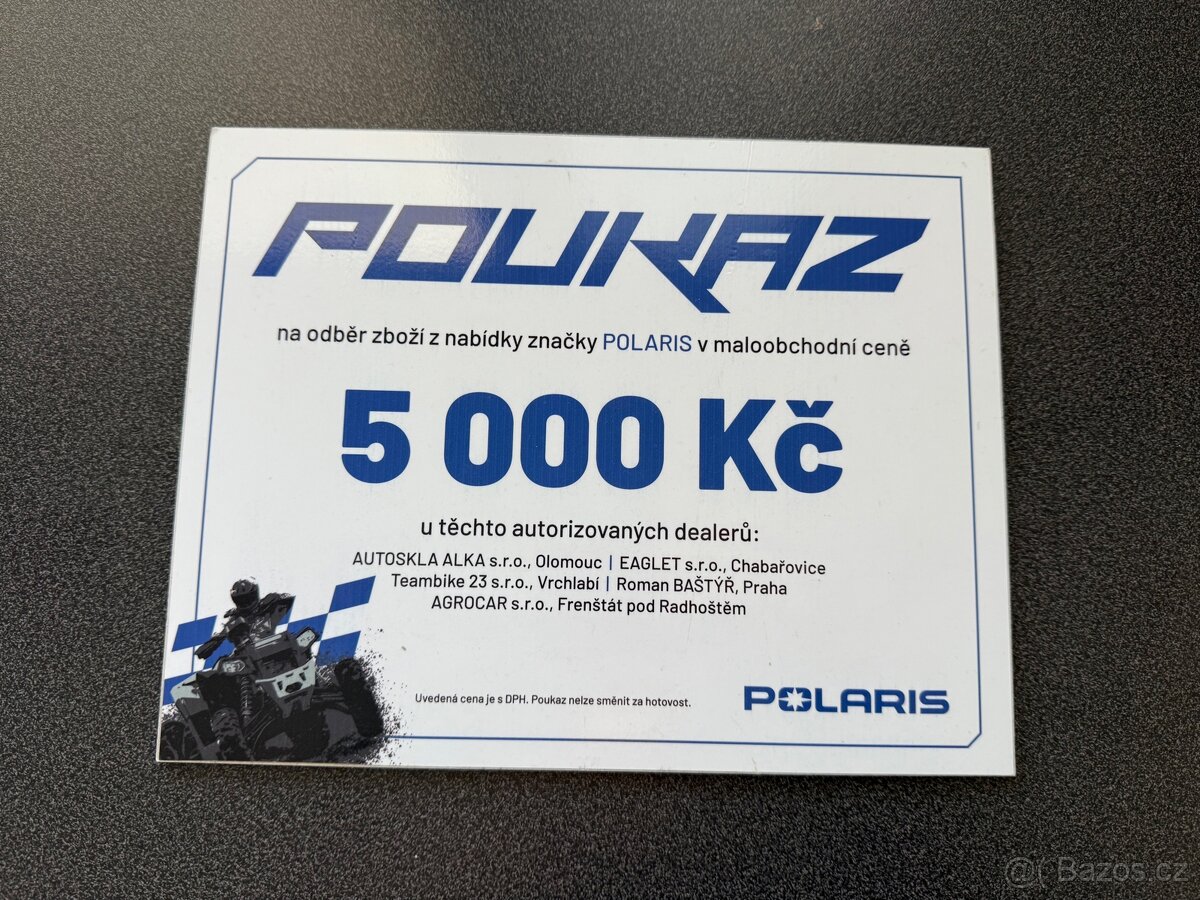 POUKAZ
na odběr zboží z nabídky značky POLARIS v maloobchodní ceně
5 000 Kč
u těchto autorizovaných dealerů:
AUTOSKLA ALKA s.r.o., Olomouc | EAGLET s.r.o., Chabařovice
Teambike 23 s.r.o., Vrchlabí | Roman BAŠTÝŘ, Praha
AGROCAR s.r.o., Frenštát pod Radhoštěm
Uvedená cena je s DPH. Poukaz nelze směnit za hotovost.
POLARIS
@( Bazos.cz